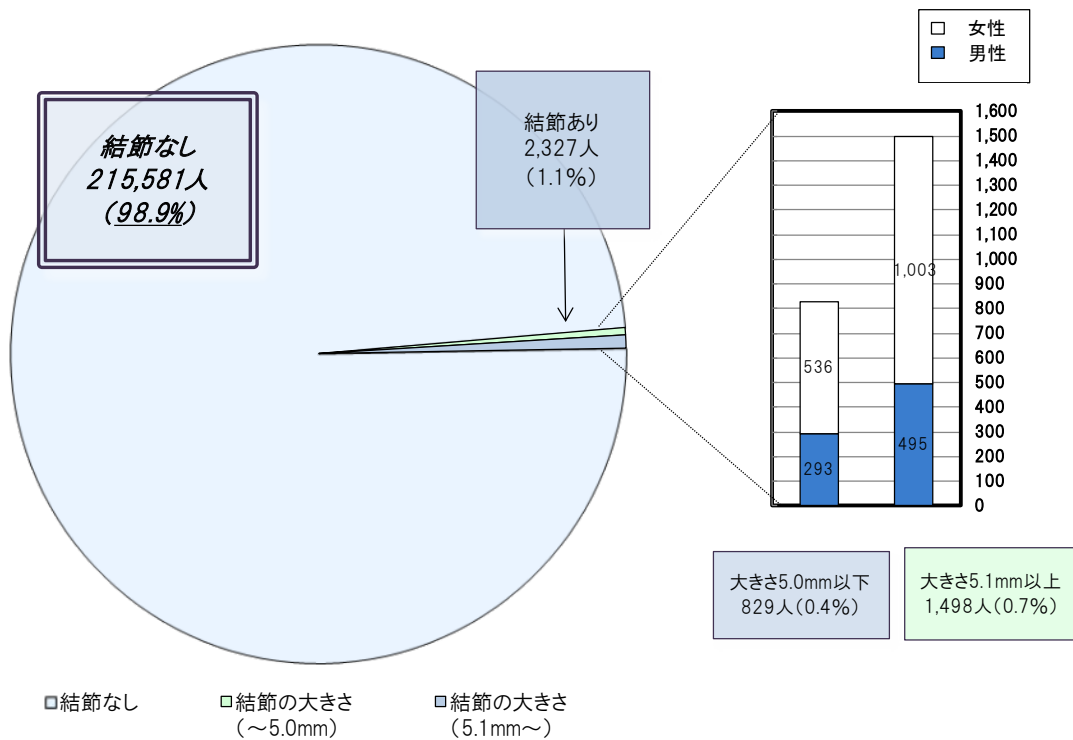 女性
男性
結節なし
215,581人
(98.9%)
結節あり
2,327人
(1.1%)
1,600
1,500
1,400
1,300
1,200
1,100
1,000
900
800
700
600
500
400
300
200
100
0
1,003
536
495
293
大きさ5.0mm以下
829人(0.4%)
大きさ5.1mm以上
1,498人(0.7%)
結節なし
結節の大きさ
(～5.0mm)
結節の大きさ
(5.1mm～)